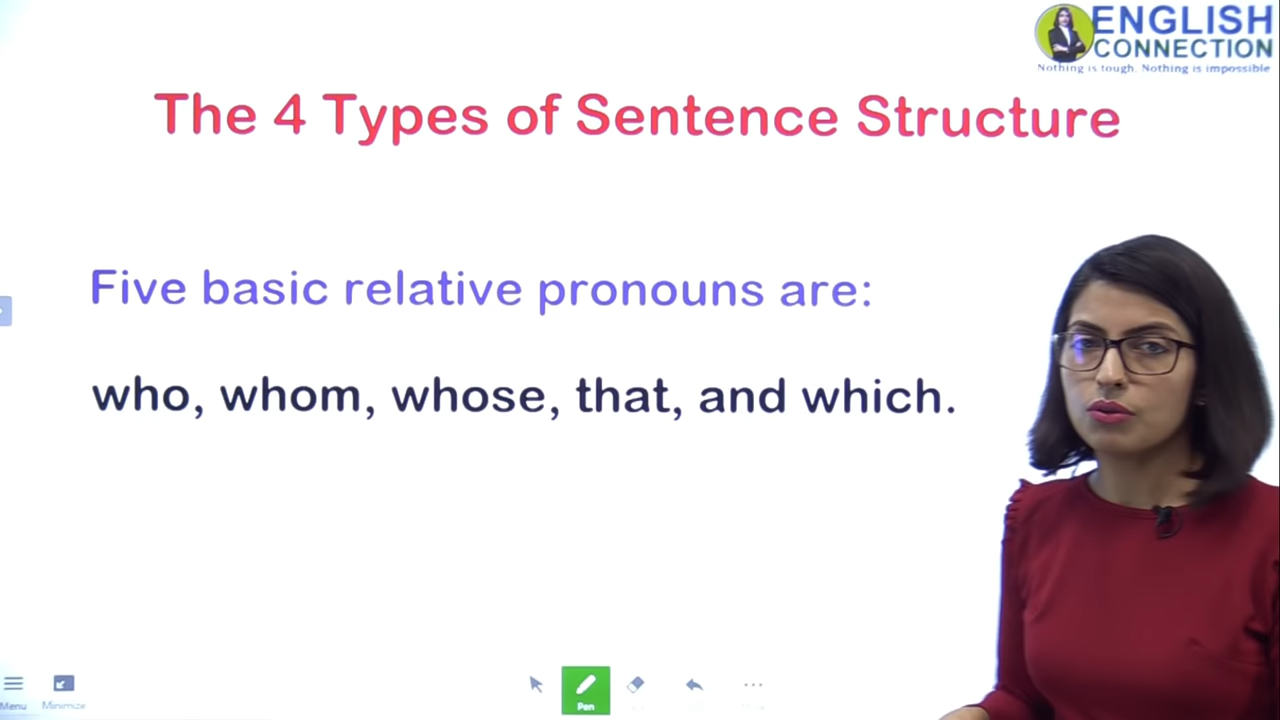 ENGLISH
CONNECTION
Nothing is tough. Nothing is impossible
The 4 Types of Sentence Structure
Five basic relative pronouns are:
who, whom, whose, that, and which.
Menu
Minimize
Pen